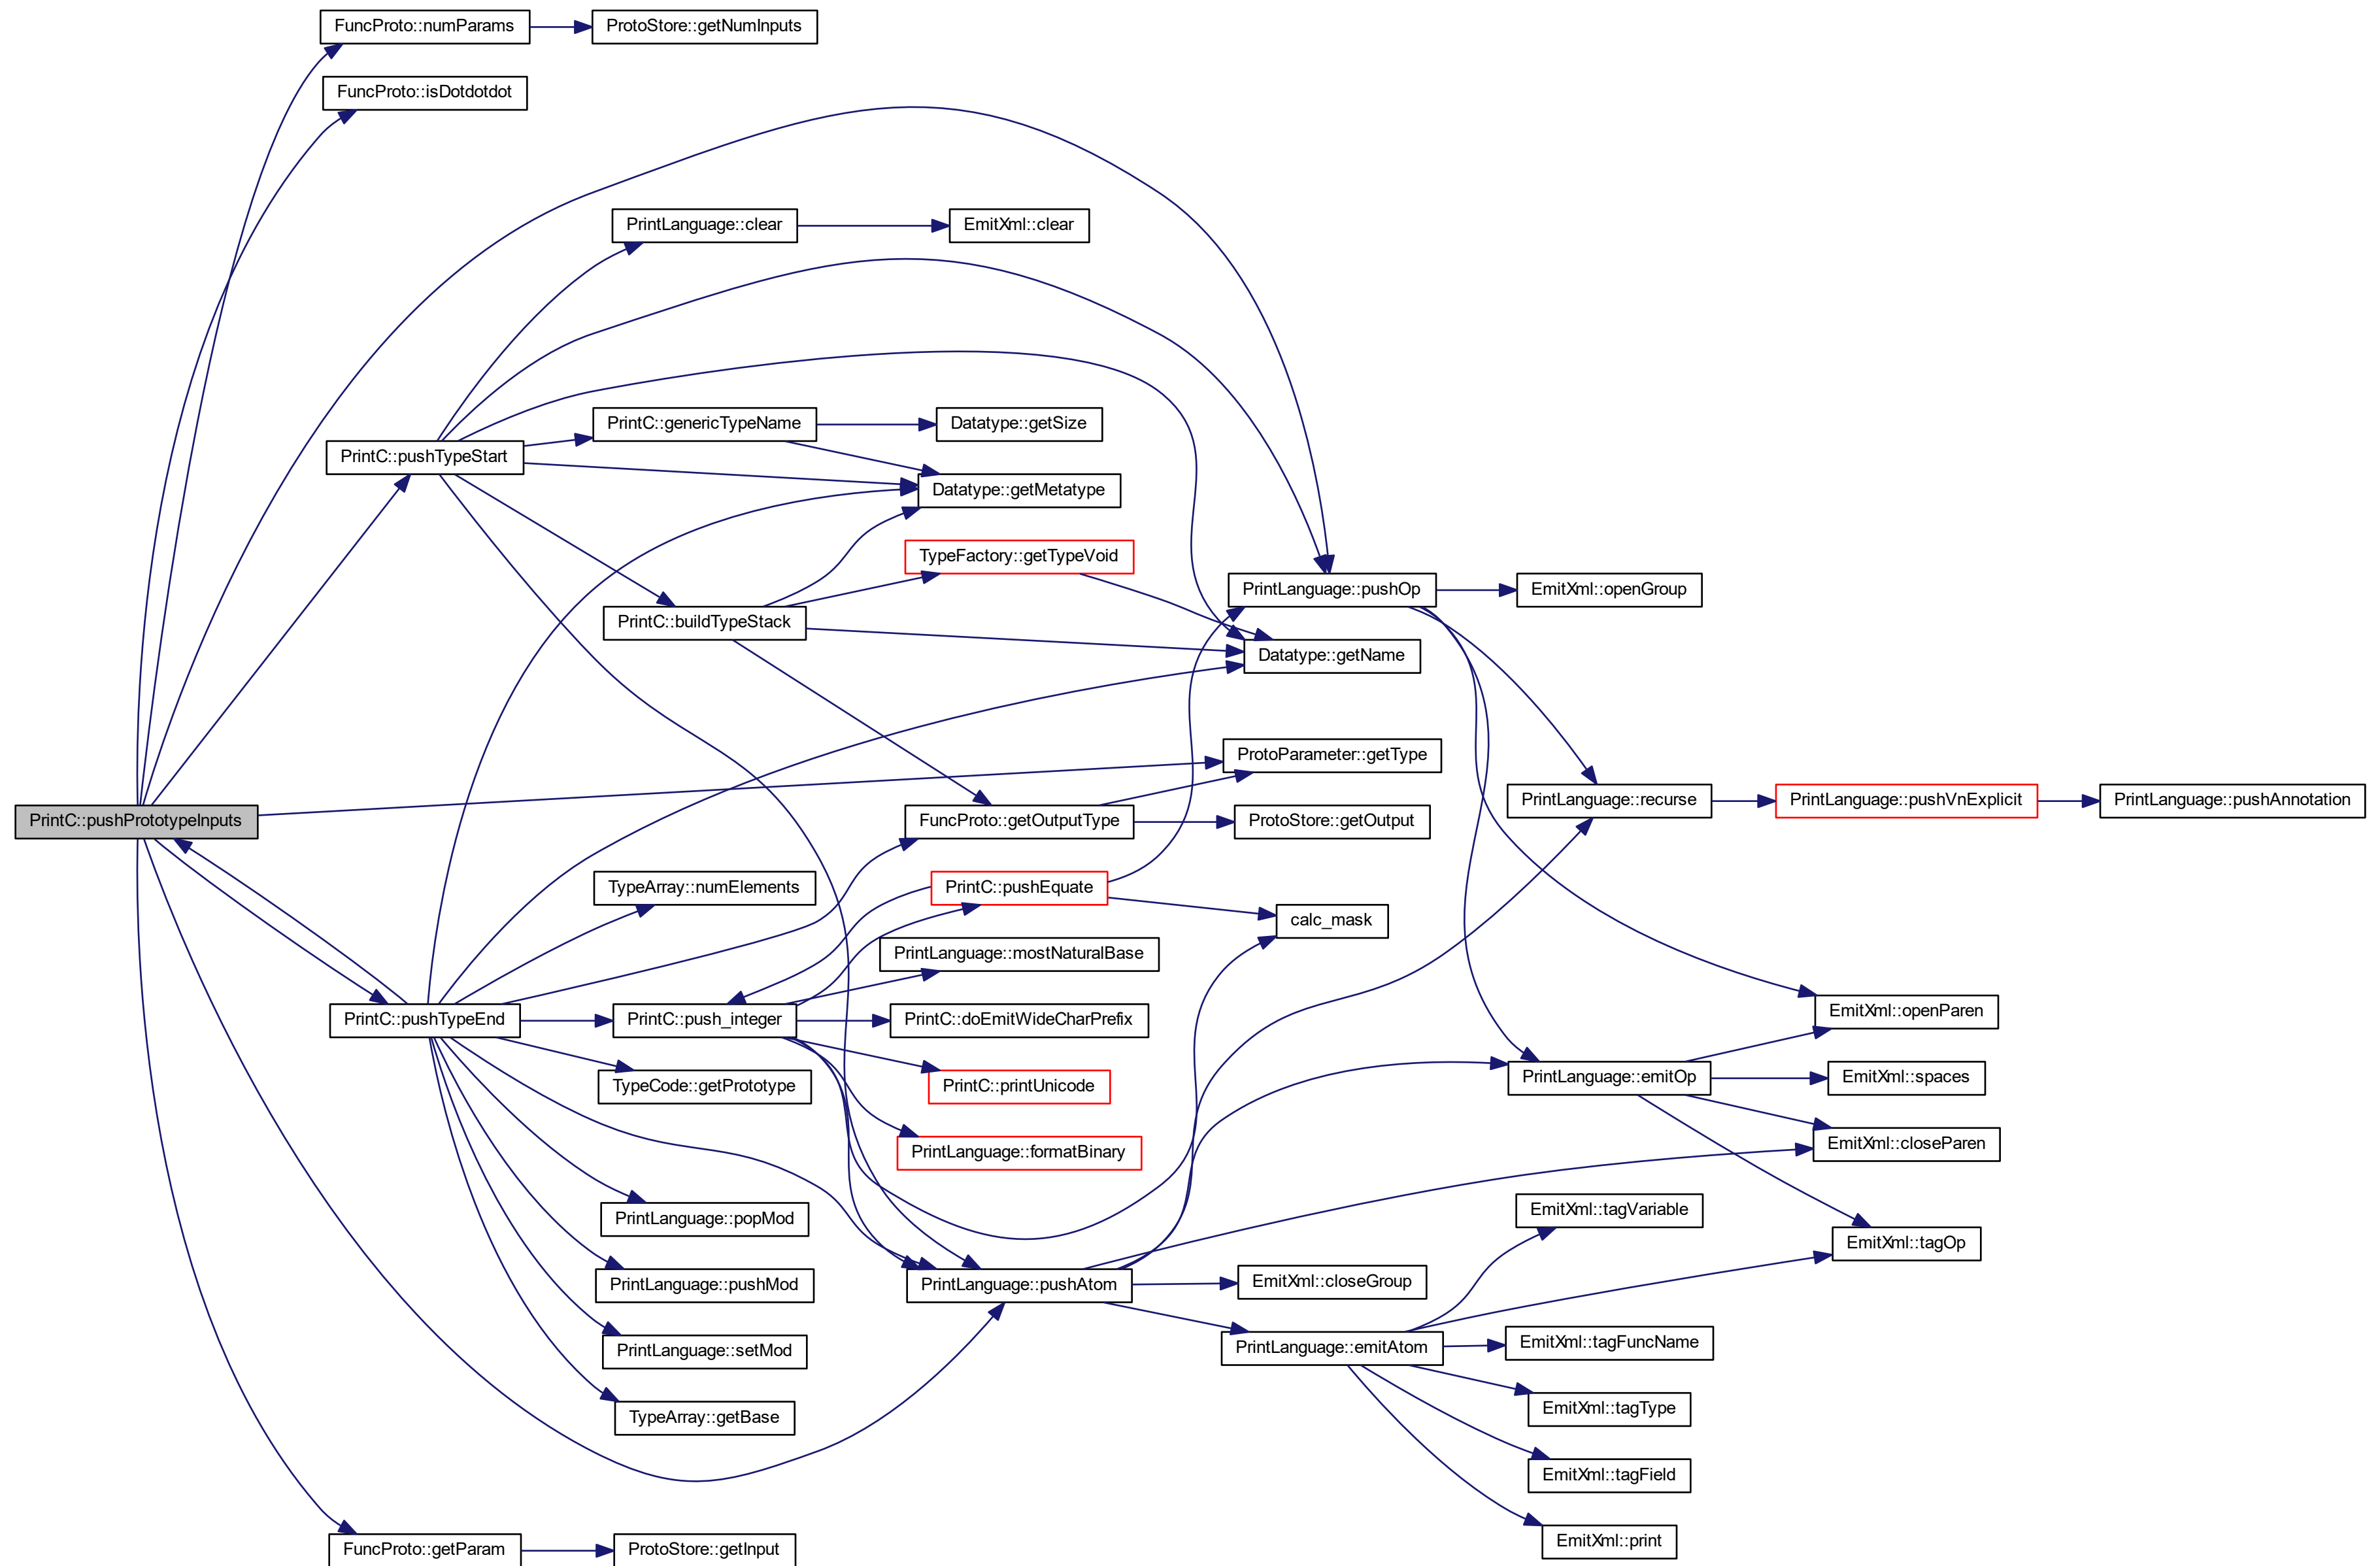 FuncProto::numParams
ProtoStore::getNumInputs
FuncProto::isDotdotdot
PrintLanguage::clear
EmitXml::clear
PrintC::genericTypeName
Datatype::getSize
PrintC::pushTypeStart
Datatype::getMetatype
TypeFactory::getTypeVoid
PrintLanguage::pushOp
EmitXml::openGroup
PrintC::buildTypeStack
Datatype::getName
ProtoParameter::getType
PrintLanguage::recurse
PrintLanguage::pushVnExplicit
PrintLanguage::pushAnnotation
PrintC::pushPrototypeInputs
FuncProto::getOutputType
ProtoStore::getOutput
TypeArray::numElements
PrintC::pushEquate
calc_mask
PrintLanguage::mostNaturalBase
EmitXml::openParen
PrintC::pushTypeEnd
PrintC::push_integer
PrintC::doEmitWideCharPrefix
PrintLanguage::emitOp
EmitXml::spaces
TypeCode::getPrototype
PrintC::printUnicode
EmitXml::closeParen
PrintLanguage::formatBinary
EmitXml::tagVariable
PrintLanguage::popMod
EmitXml::tagOp
PrintLanguage::pushMod
PrintLanguage::pushAtom
EmitXml::closeGroup
PrintLanguage::setMod
PrintLanguage::emitAtom
EmitXml::tagFuncName
TypeArray::getBase
EmitXml::tagType
EmitXml::tagField
EmitXml::print
FuncProto::getParam
ProtoStore::getInput